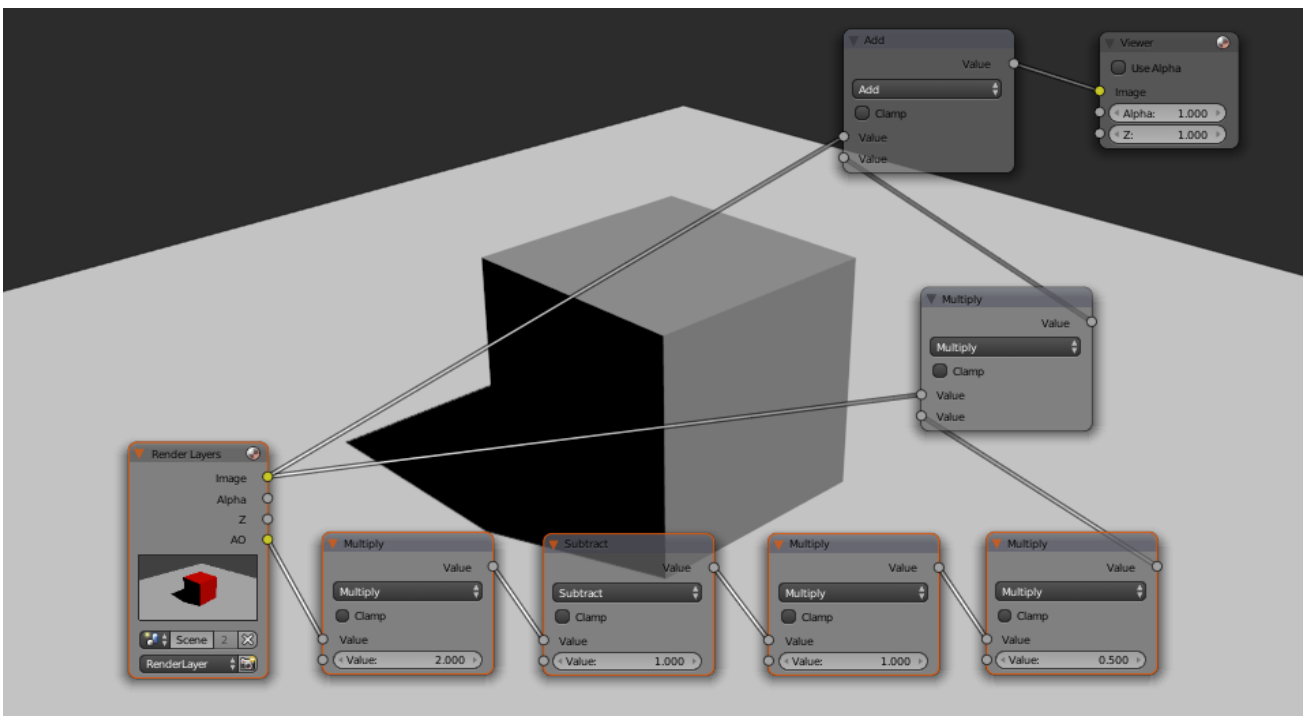 Add
Value
Add
Clamp
Value
Value
Viewer
Use Alpha
Image
Alpha: 1.000
Z: 1.000
Multiply
Value
Multiply
Clamp
Value
Value
Render Layers
Image
Alpha
Z
AO
Scene 2
RenderLayer
Multiply
Value
Multiply
Clamp
Value
Value: 2.000
Subtract
Value
Subtract
Clamp
Value
Value: 1.000
Multiply
Value
Multiply
Clamp
Value
Value: 1.000
Multiply
Value
Multiply
Clamp
Value
Value: 0.500